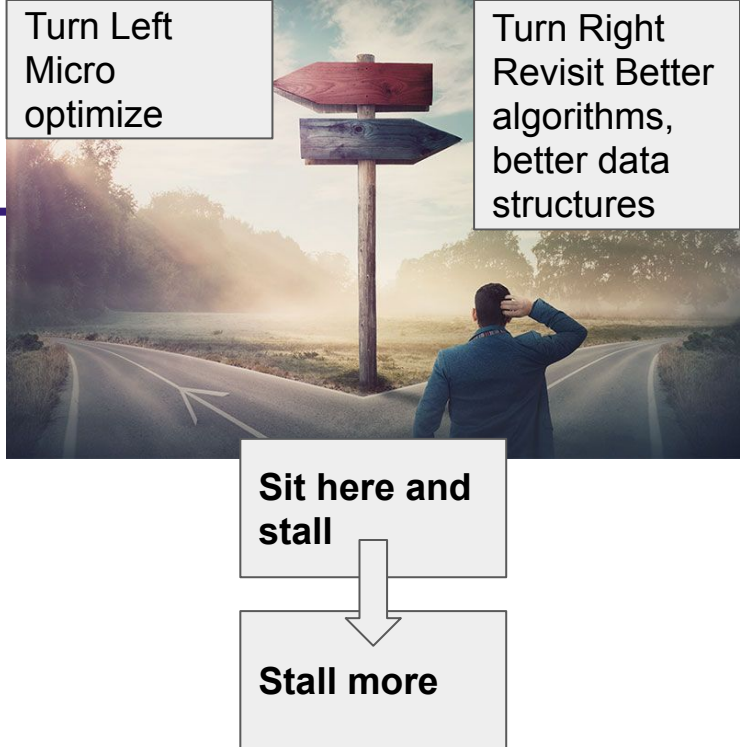 Turn Left
Micro
optimize
Turn Right
Revisit Better
algorithms,
better data
structures
Sit here and
stall
Stall more